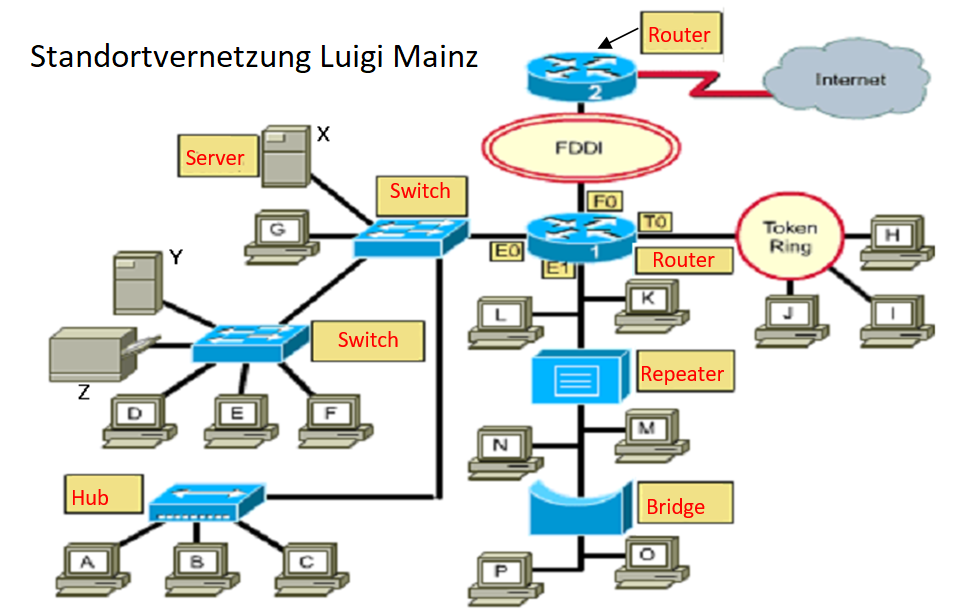 Standortvernetzung Luigi Mainz
Router
Internet
2
FDDI
X
Server
Switch
F0
T0
G
Token
Ring
H
E0
1
E1
Router
Y
K
L
J
I
Switch
Repeater
Z
D
E
F
M
N
Hub
Bridge
A
B
C
P
O